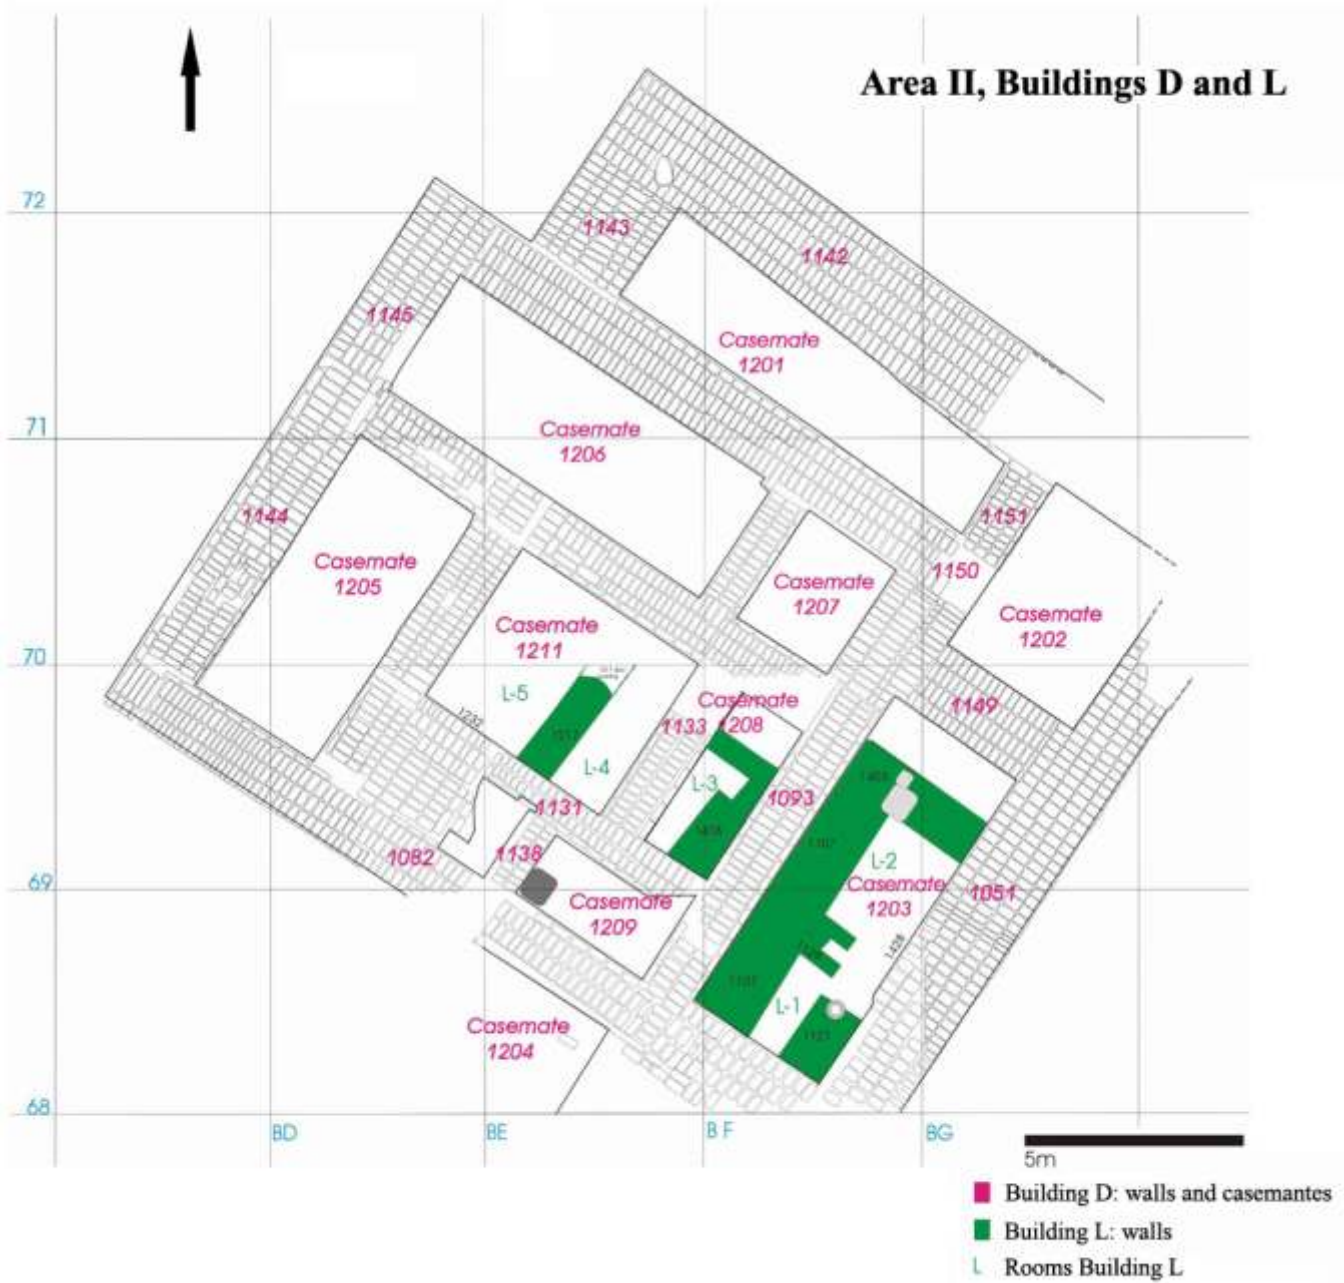 Area II, Buildings D and L
72
1143
1142
1145
Casemate
1201
71
Casemate
1206
1144
1151
Casemate
1205
1150
Casemate
1207
Casemate
1202
Casemate
1211
70
L-5
1232
Casemate
1208
1133
1149
L-4
L-3
1093
1131
1138
1082
L-2
Casemate
1203
1051
69
Casemate
1209
1428
L-1
Casemate
1204
68
BD
BE
BF
BG
5m
Building D: walls and casemantes
Building L: walls
L Rooms Building L